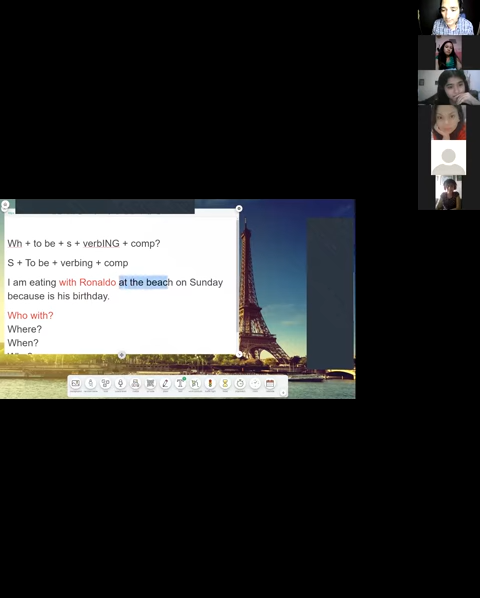 Wh + to be + s + verbING + comp?
S + To be + verbing + comp
I am eating with Ronaldo at the beach on Sunday
because is his birthday.
Who with?
Where?
When?